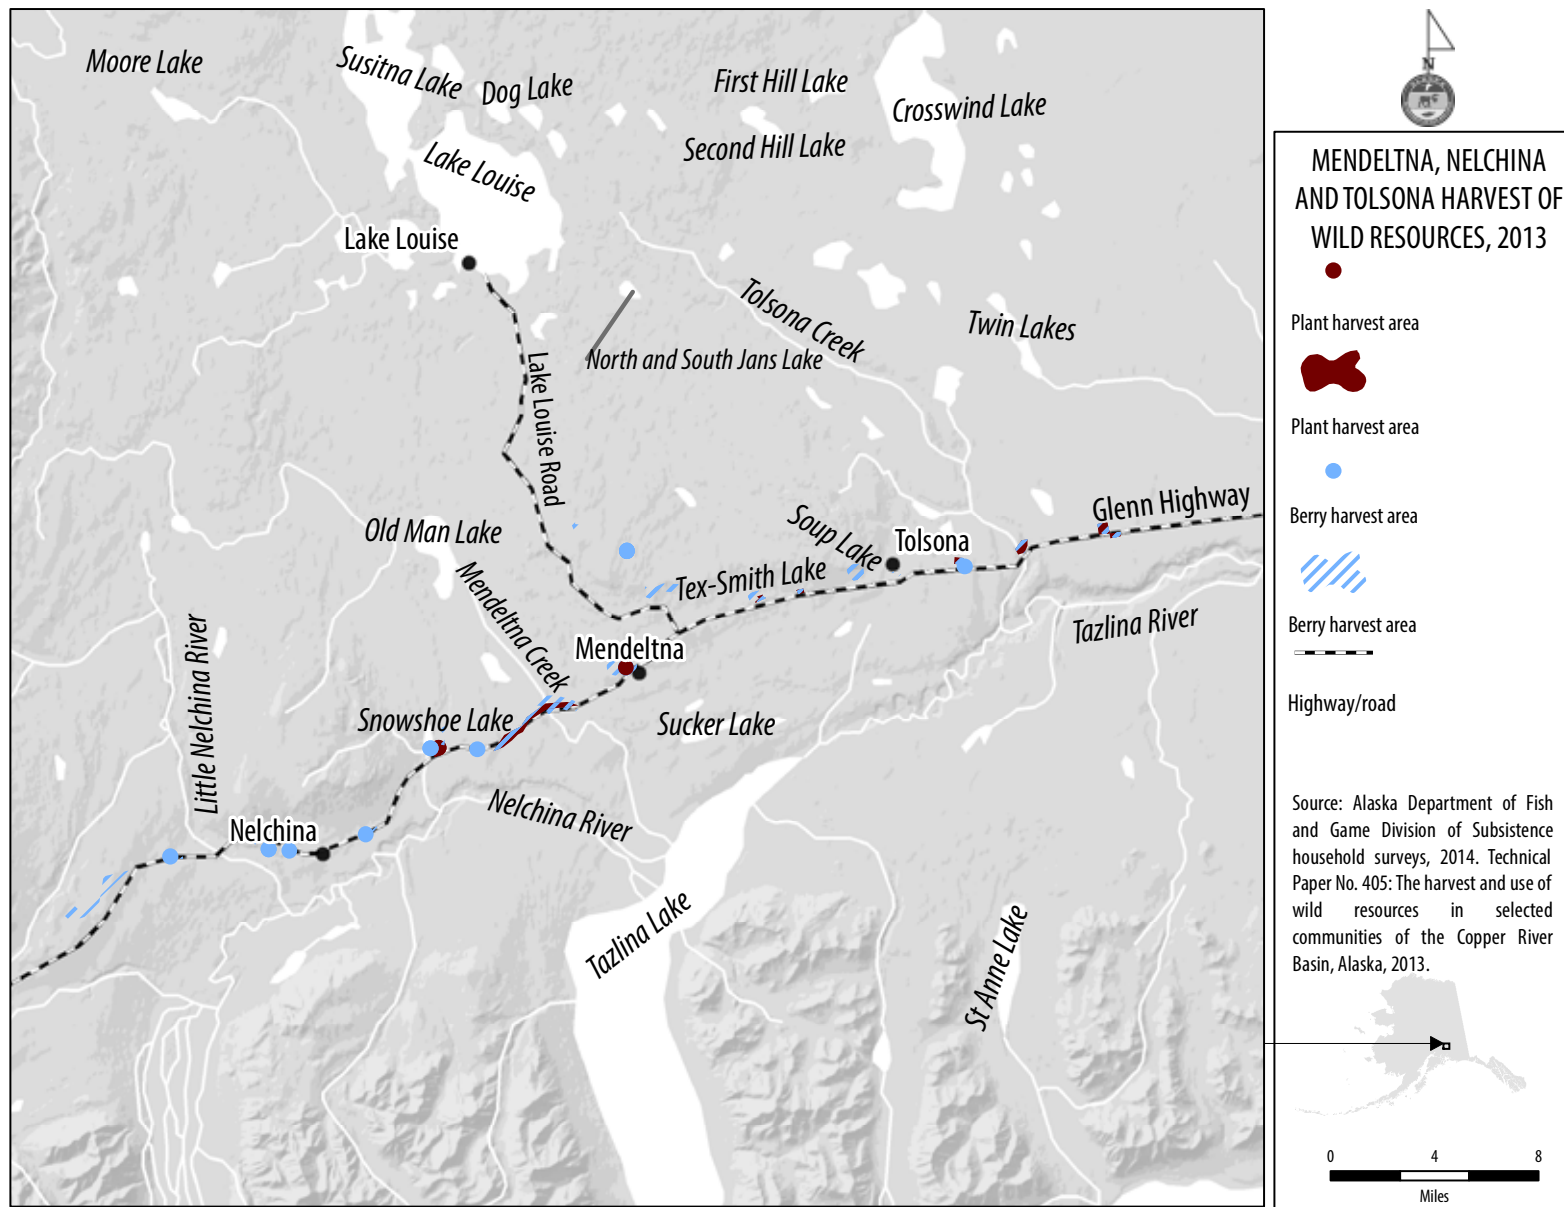 Moore Lake
Susitna Lake
Dog Lake
First Hill Lake
Crosswind Lake
Second Hill Lake
Lake Louise
Lake Louise
Tolsona Creek
Twin Lakes
North and South Jans Lake
Lake Louise Road
Glenn Highway
Old Man Lake
Soup Lake
Tolsona
Tex-Smith Lake
Mendeltna Creek
Tazlina River
Little Nelchina River
Mendeltna
Snowshoe Lake
Sucker Lake
Nelchina River
Nelchina
Tazlina Lake
St Anne Lake
N
MENDELTNA, NELCHINA
AND TOLSONA HARVEST OF
WILD RESOURCES, 2013
Plant harvest area
Plant harvest area
Berry harvest area
Berry harvest area
Highway/road
Source: Alaska Department of Fish
and Game Division of Subsistence
household surveys, 2014. Technical
Paper No. 405: The harvest and use of
wild resources in selected
communities of the Copper River
Basin, Alaska, 2013.
0 4 8
Miles